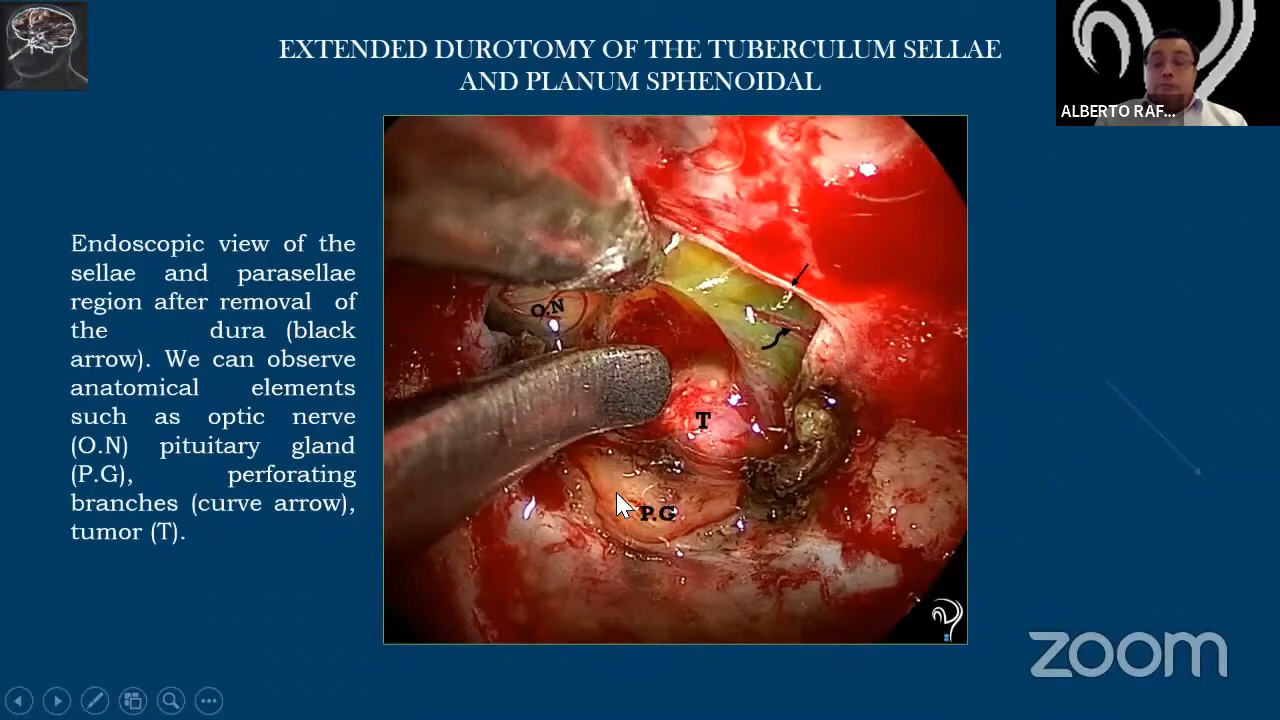 EXTENDED DUROTOMY OF THE TUBERCULUM SELLAE
AND PLANUM SPHENOIDAL
ALBERTO RAF...
Endoscopic view of the
sellae and parasellae
region after removal of
the dura (black
arrow). We can observe
anatomical elements
such as optic nerve
(O.N) pituitary gland
(P.G), perforating
branches (curve arrow),
tumor (T).
O.N
T
P.G
zoom